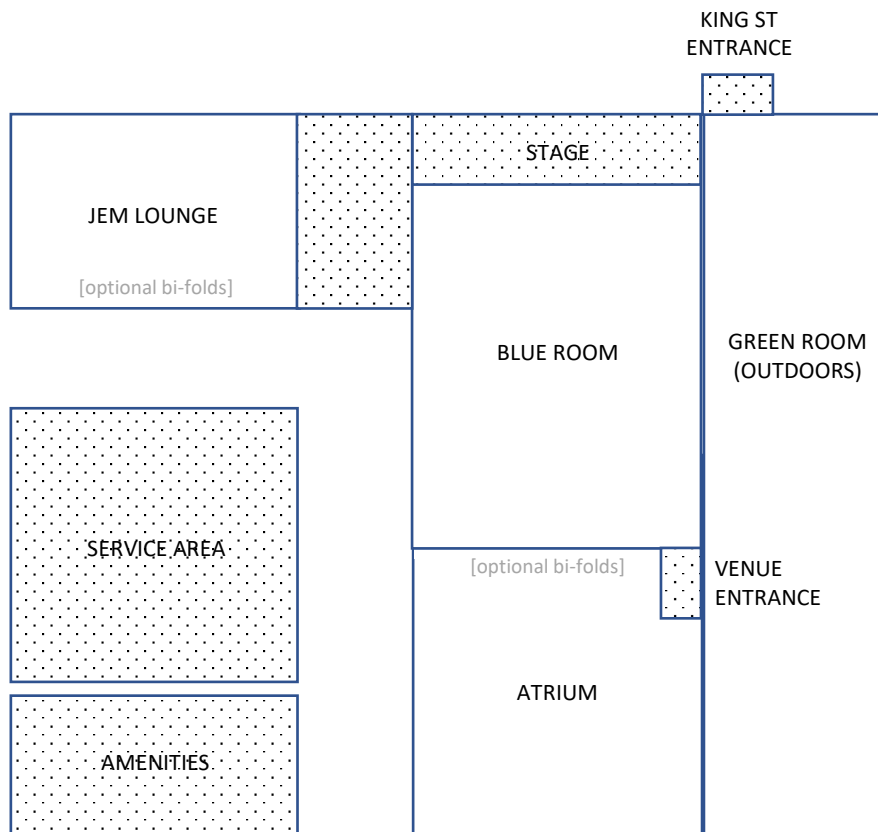 KING ST
ENTRANCE
STAGE
JEM LOUNGE
[optional bi-folds]
BLUE ROOM
GREEN ROOM
(OUTDOORS)
SERVICE AREA
[optional bi-folds]
VENUE
ENTRANCE
ATRIUM
AMENITIES